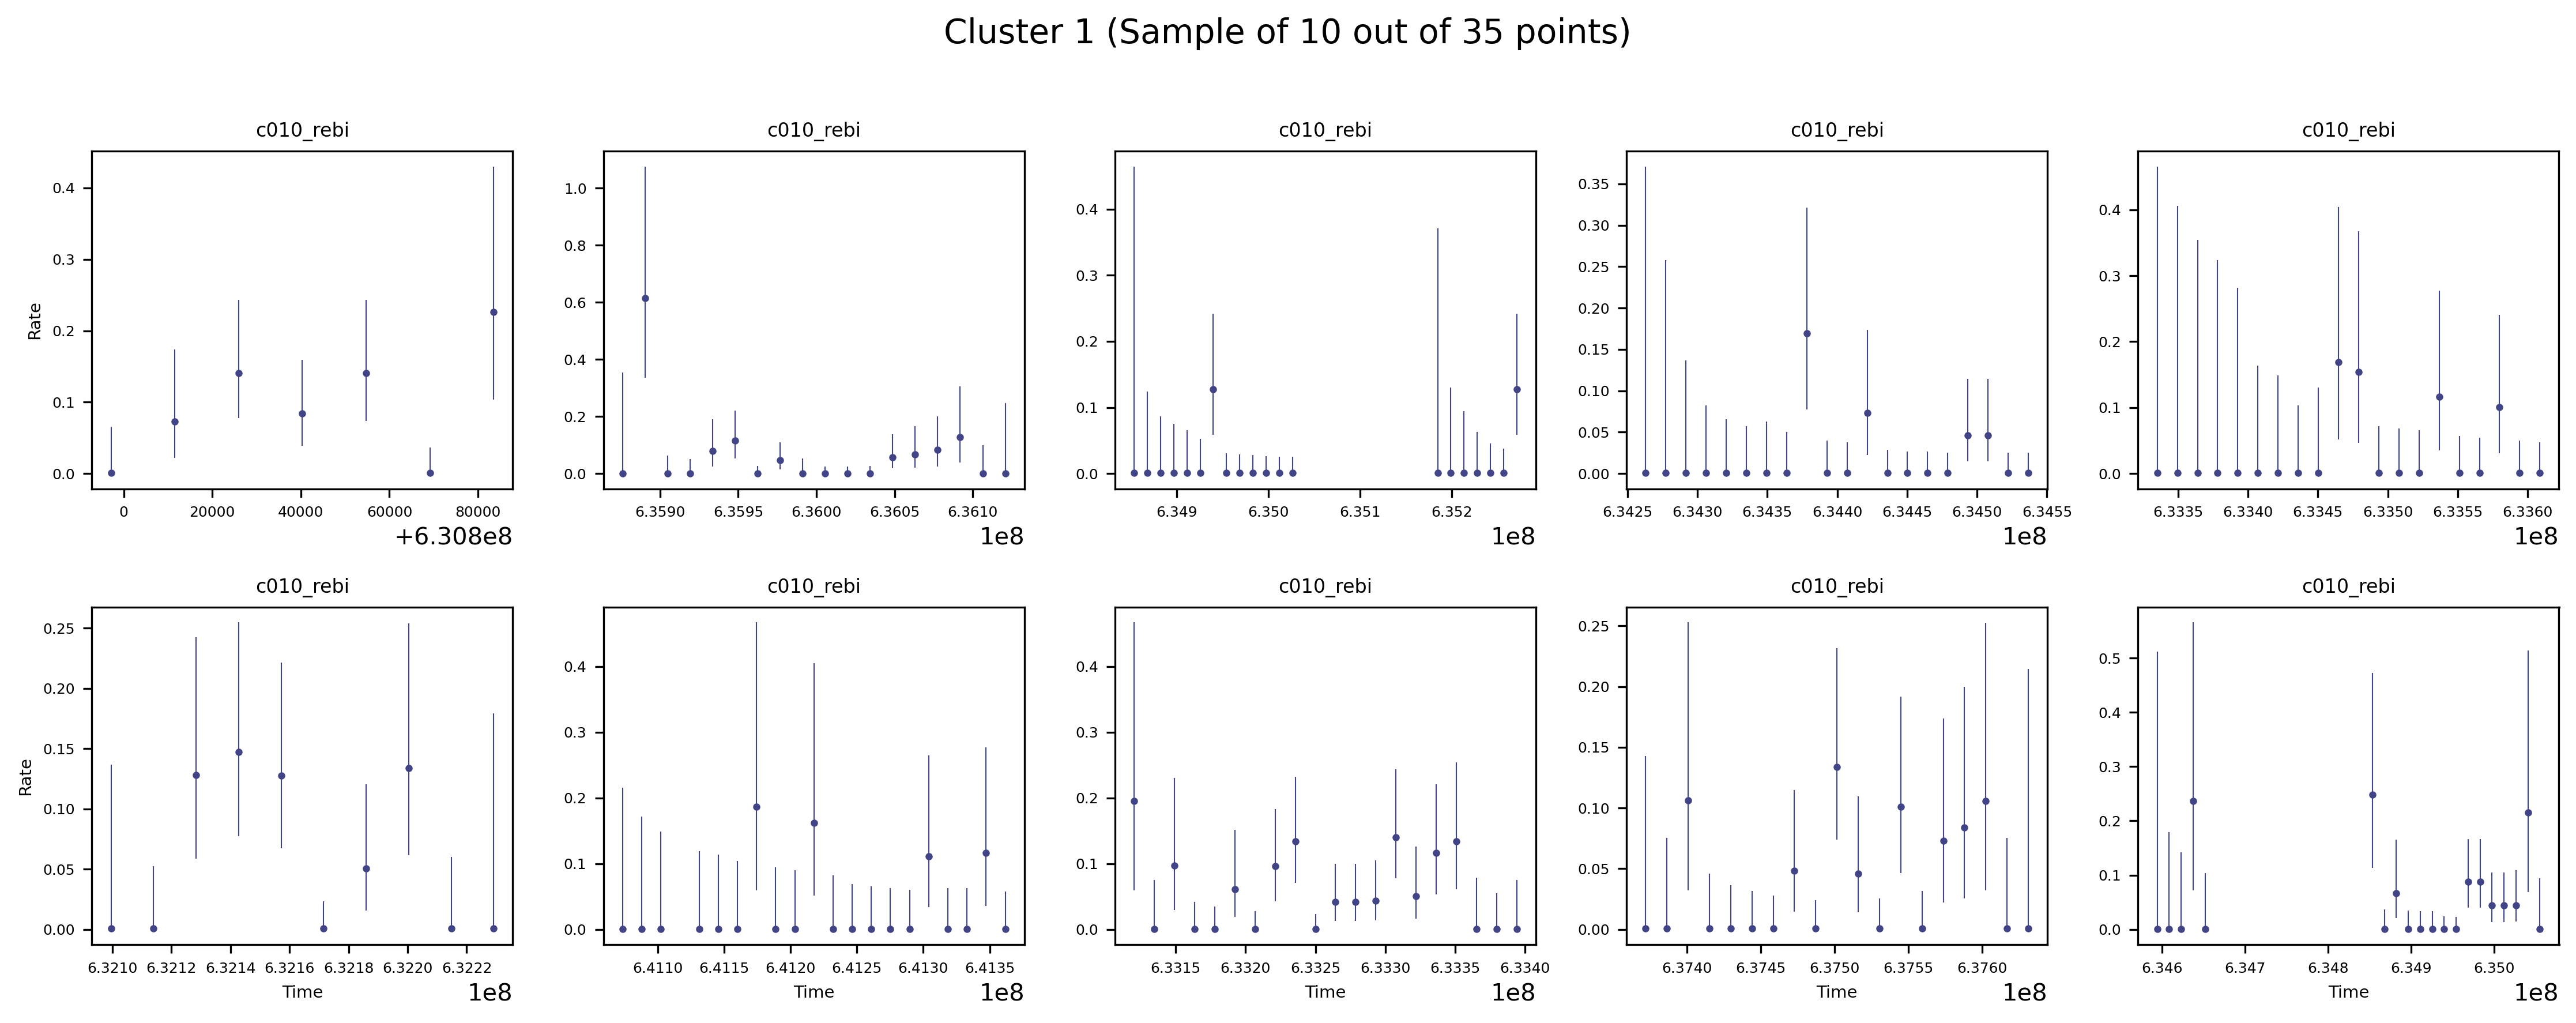 Cluster 1 (Sample of 10 out of 35 points)
c010_rebi c010_rebi c010_rebi c010_rebi c010_rebi
Rate
0.4 0.3 0.2 0.1 0.0
0 20000 40000 60000 80000
+6.308e8
1.0 0.8 0.6 0.4 0.2 0.0
6.3590 6.3595 6.3600 6.3605 6.3610
1e8
0.4 0.3 0.2 0.1 0.0
6.349 6.350 6.351 6.352
1e8
0.35 0.30 0.25 0.20 0.15 0.10 0.05 0.00
6.3425 6.3430 6.3435 6.3440 6.3445 6.3450 6.3455
1e8
0.4 0.3 0.2 0.1 0.0
6.3335 6.3340 6.3345 6.3350 6.3355 6.3360
1e8
c010_rebi c010_rebi c010_rebi c010_rebi c010_rebi
Rate
0.25 0.20 0.15 0.10 0.05 0.00
6.3210 6.3212 6.3214 6.3216 6.3218 6.3220 6.3222
Time
1e8
0.4 0.3 0.2 0.1 0.0
6.4110 6.4115 6.4120 6.4125 6.4130 6.4135
Time
1e8
0.4 0.3 0.2 0.1 0.0
6.3315 6.3320 6.3325 6.3330 6.3335 6.3340
Time
1e8
0.25 0.20 0.15 0.10 0.05 0.00
6.3740 6.3745 6.3750 6.3755 6.3760
Time
1e8
0.5 0.4 0.3 0.2 0.1 0.0
6.346 6.347 6.348 6.349 6.350
Time
1e8